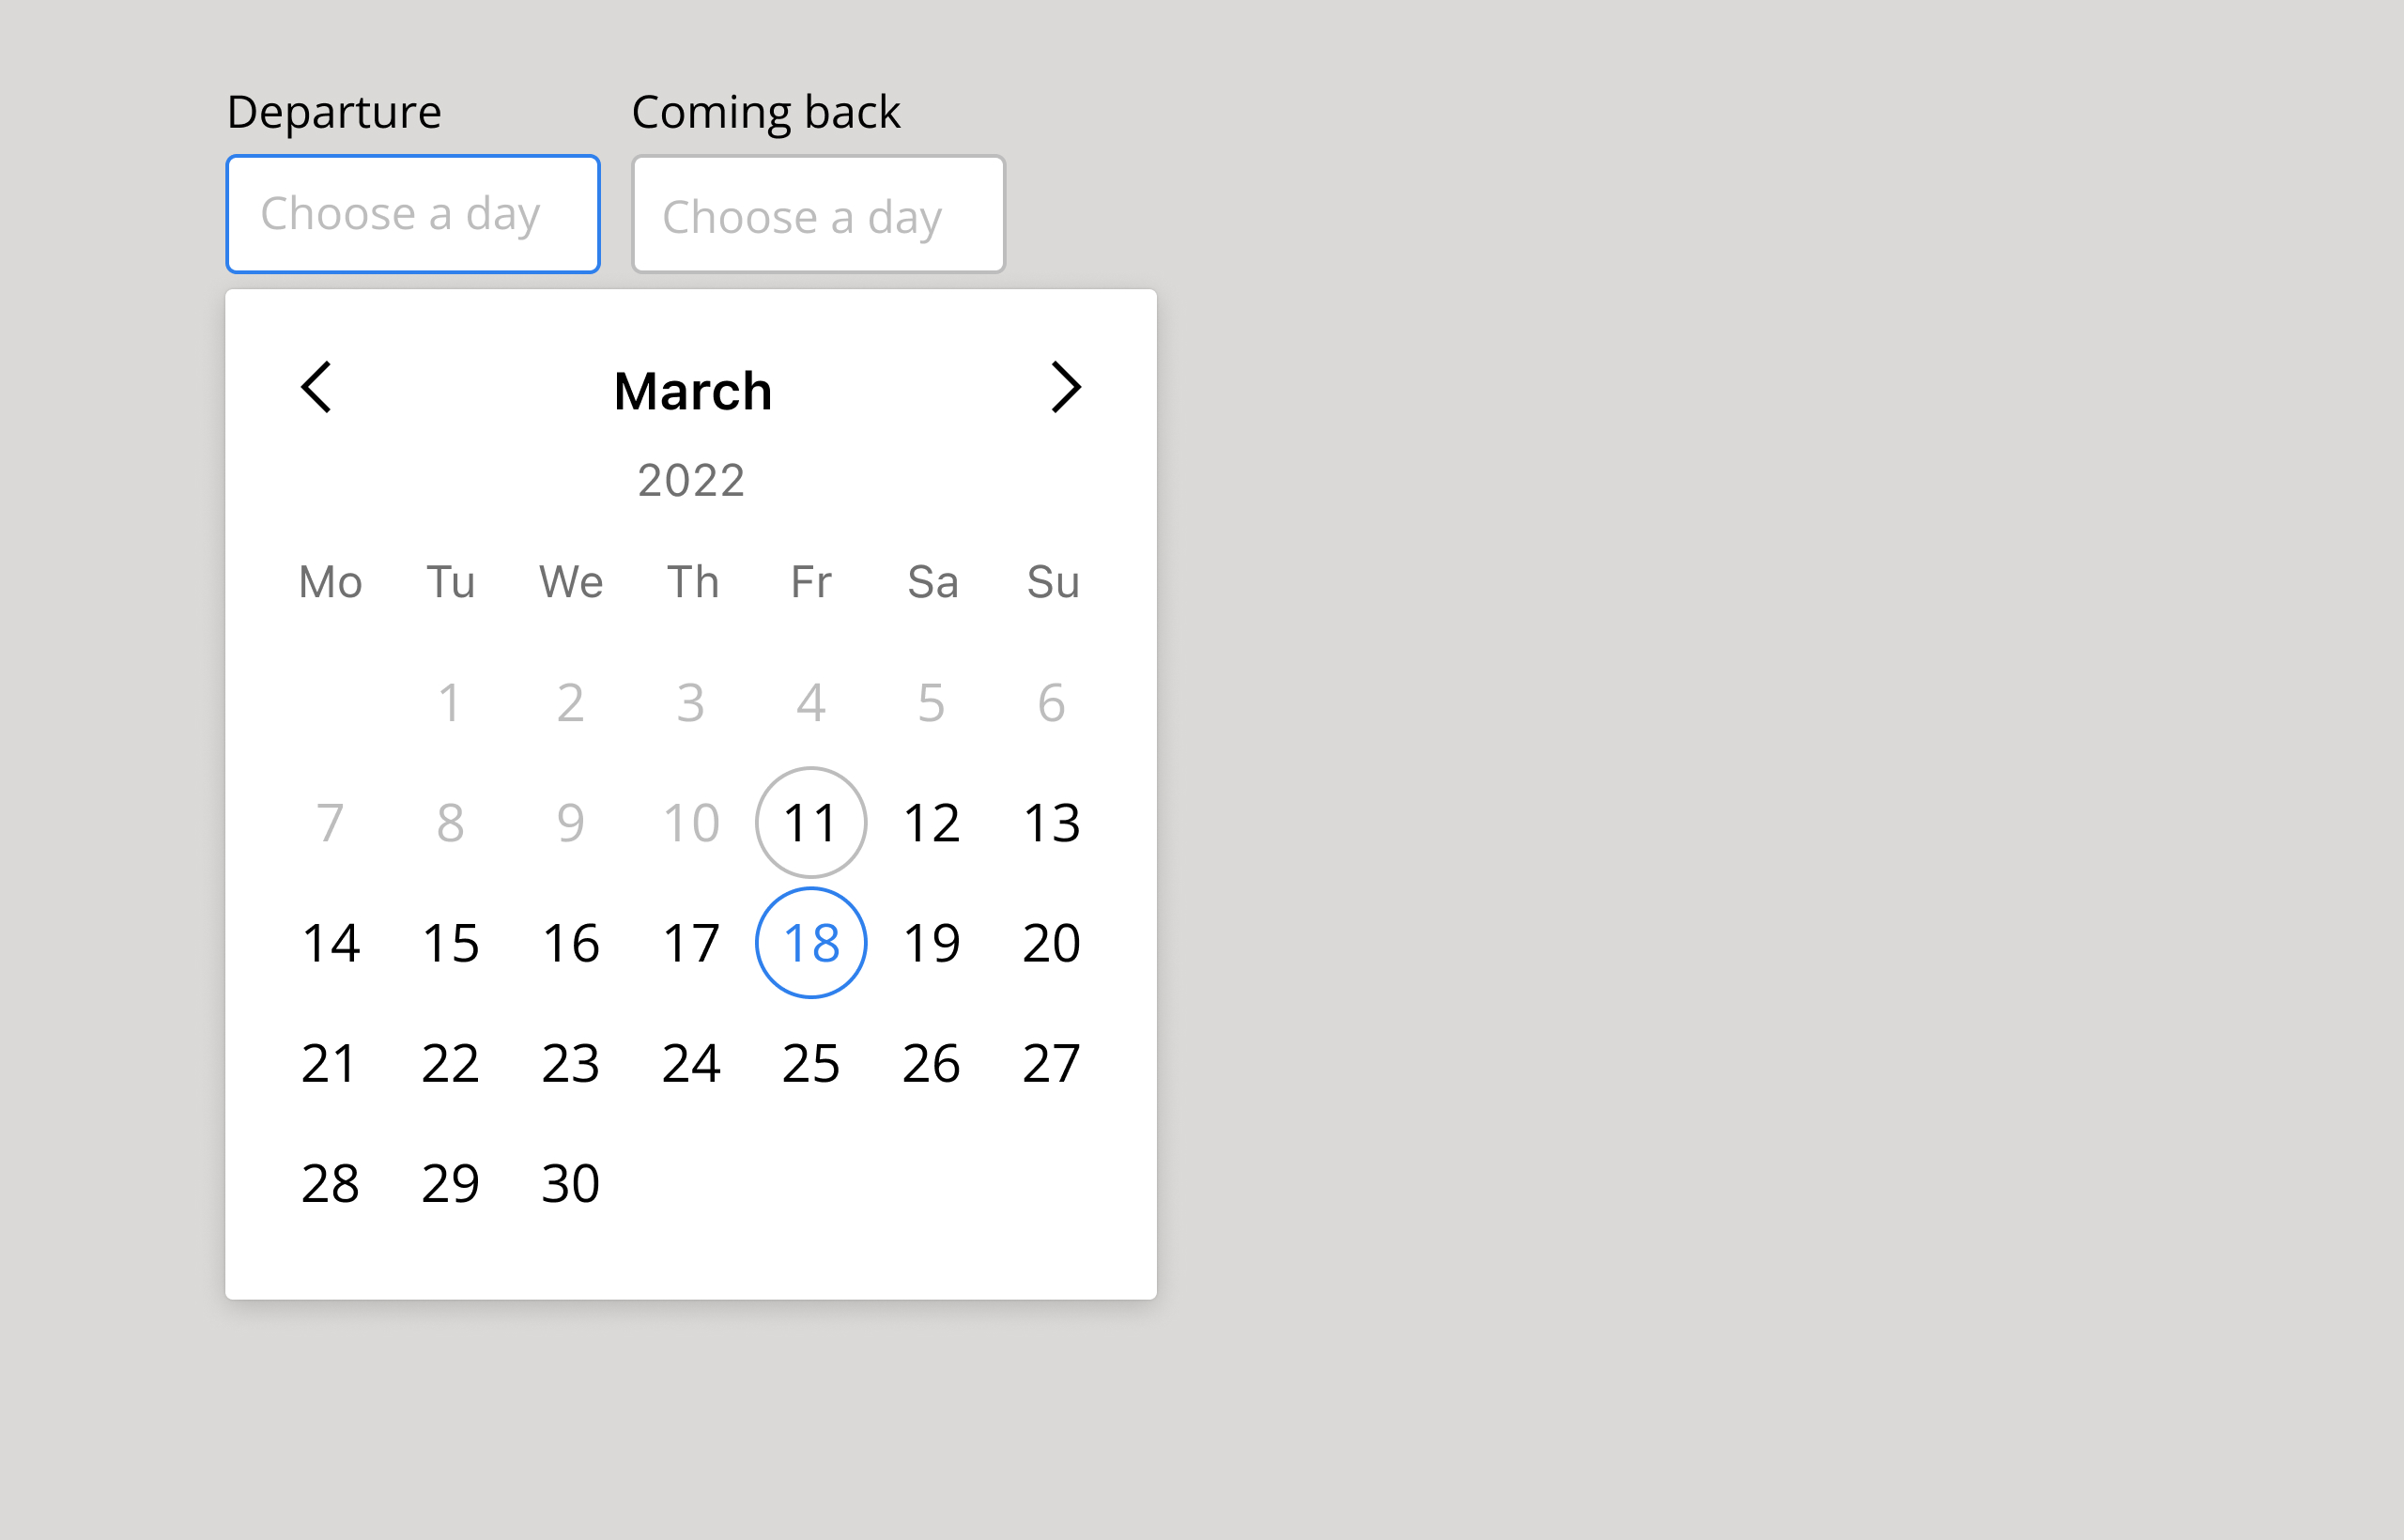 Departure Coming back
Choose a day Choose a day
March
2022
Mo Tu We Th Fr Sa Su
1 2 3 4 5 6
7 8 9 10 11 12 13
14 15 16 17 18 19 20
21 22 23 24 25 26 27
28 29 30